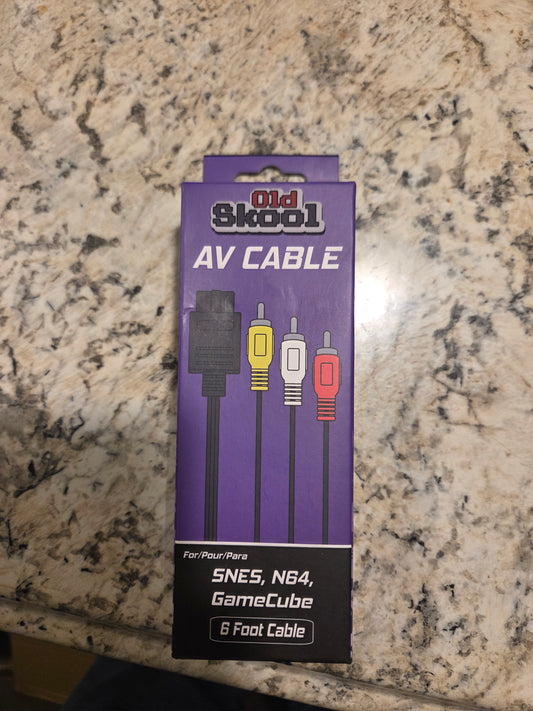 Old
Skool
AV CABLE
For/Pour/Para
SNES, N64,
GameCube
6 Foot Cable